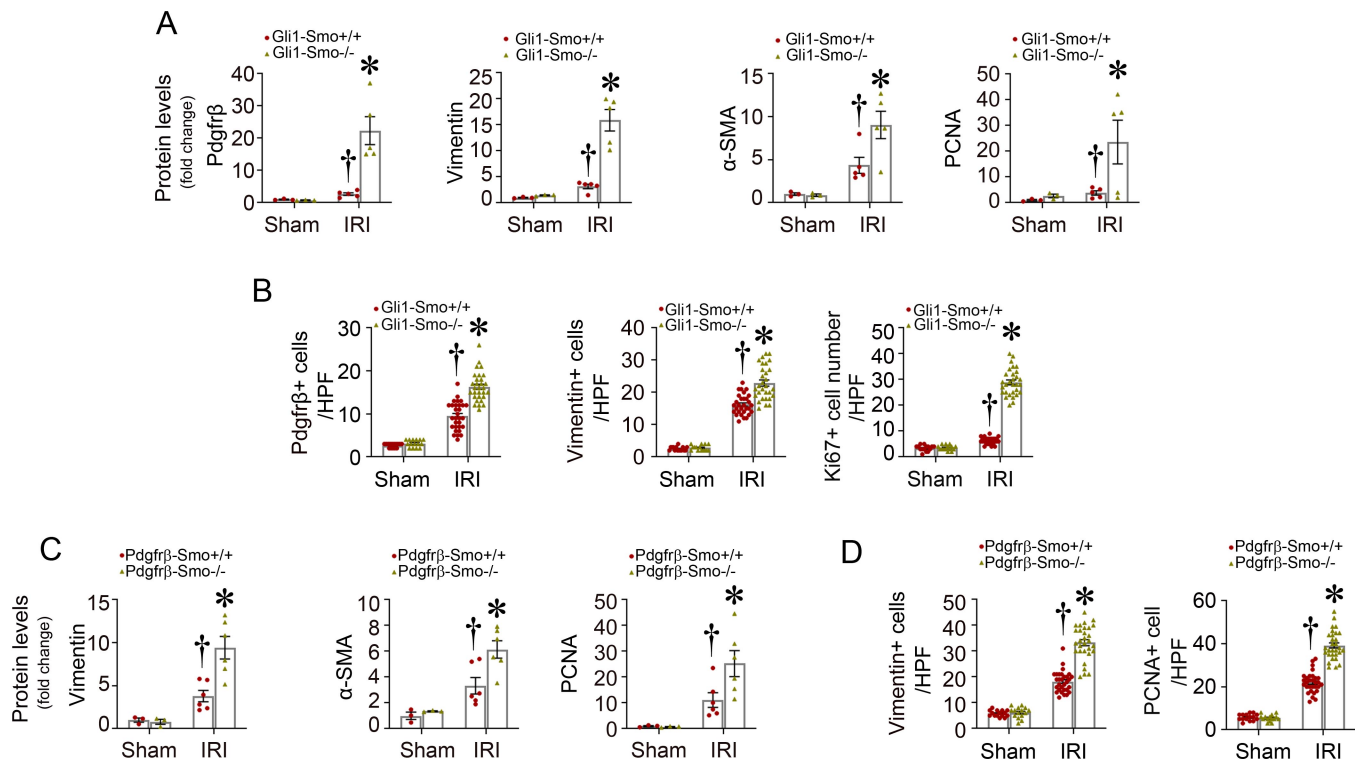 A
Protein levels
(fold change)
Pdgfrβ
Gli1-Smo+/+
Gli1-Smo-/-
40
30
20
10
0
†
*
Sham IRI
Vimentin
Gli1-Smo+/+
Gli1-Smo-/-
25
20
15
10
5
0
†
*
Sham IRI
α-SMA
Gli1-Smo+/+
Gli1-Smo-/-
15
10
5
0
†
*
Sham IRI
PCNA
Gli1-Smo+/+
Gli1-Smo-/-
50
40
30
20
10
0
†
*
Sham IRI
B
Pdgfrβ+ cells
/HPF
Gli1-Smo+/+
Gli1-Smo-/-
30
20
10
0
†
*
Sham IRI
Vimentin+ cells
/HPF
Gli1-Smo+/+
Gli1-Smo-/-
40
30
20
10
0
†
*
Sham IRI
Ki67+ cell number
/HPF
Gli1-Smo+/+
Gli1-Smo-/-
50
40
30
20
10
0
†
*
Sham IRI
C
Protein levels
(fold change)
Vimentin
Pdgfrβ-Smo+/+
Pdgfrβ-Smo-/-
15
10
5
0
†
*
Sham IRI
α-SMA
Pdgfrβ-Smo+/+
Pdgfrβ-Smo-/-
10
8
6
4
2
0
†
*
Sham IRI
PCNA
Pdgfrβ-Smo+/+
Pdgfrβ-Smo-/-
50
40
30
20
10
0
†
*
Sham IRI
D
Vimentin+ cells
/HPF
Pdgfrβ-Smo+/+
Pdgfrβ-Smo-/-
50
40
30
20
10
0
†
*
Sham IRI
PCNA+ cell
/HPF
Pdgfrβ-Smo+/+
Pdgfrβ-Smo-/-
60
40
20
0
†
*
Sham IRI